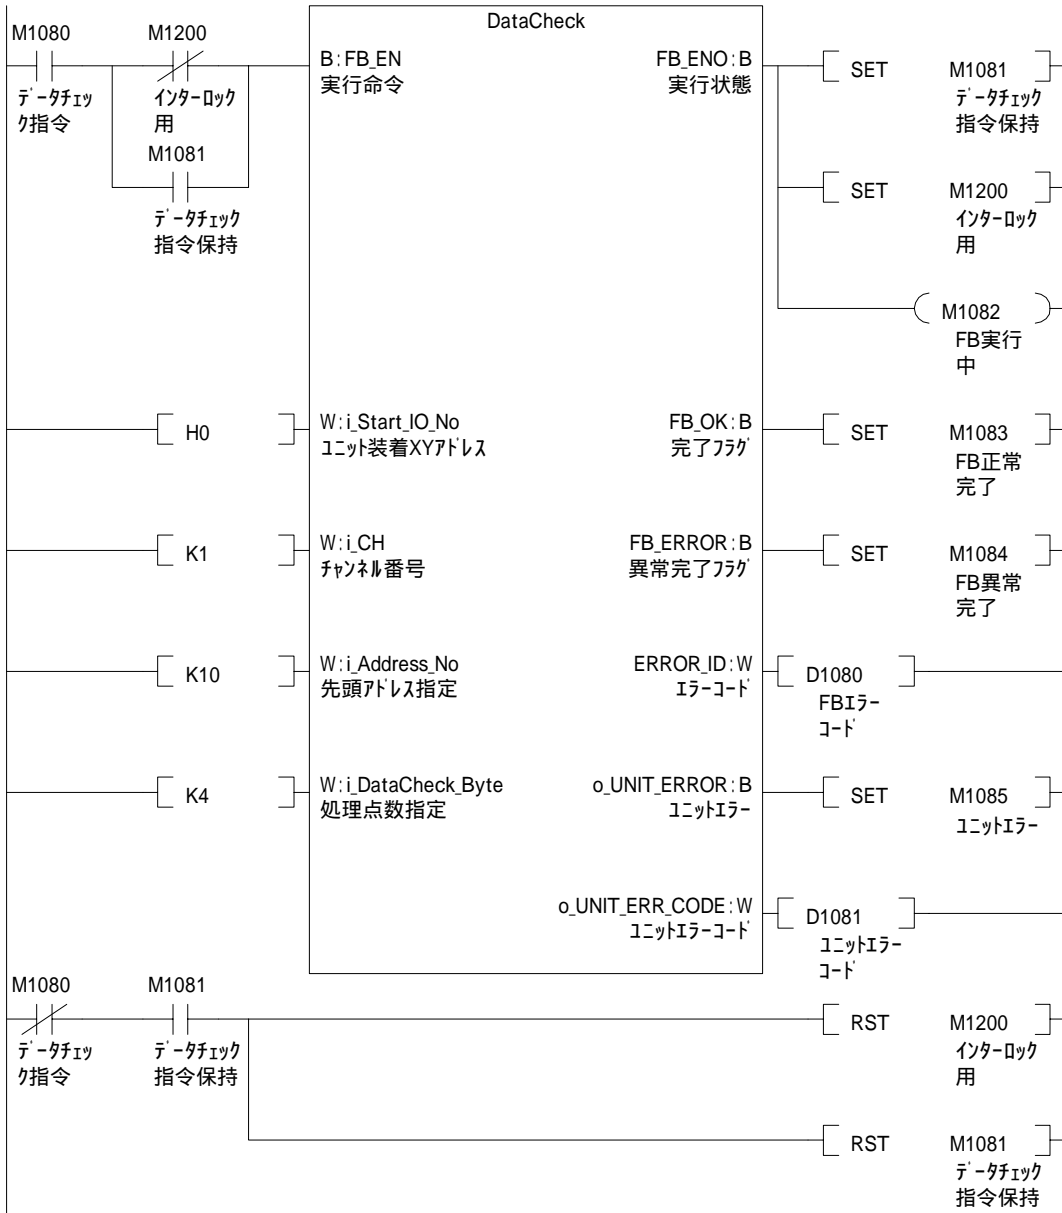 DataCheck
M1080
M1200
B:FB_EN
FB_ENO:B
SET
M1081
ﾃﾞｰﾀﾁｪｯ
ｸ指令
ｲﾝﾀｰﾛｯｸ
用
実行命令
実行状態
ﾃﾞｰﾀﾁｪｯｸ
指令保持
M1081
ﾃﾞｰﾀﾁｪｯｸ
指令保持
SET
M1200
ｲﾝﾀｰﾛｯｸ
用
M1082
FB実行
中
H0
W:i_Start_IO_No
ﾕﾆｯﾄ装着XYｱﾄﾞﾚｽ
FB_OK:B
完了ﾌﾗｸﾞ
SET
M1083
FB正常
完了
K1
W:i_CH
ﾁｬﾝﾈﾙ番号
FB_ERROR:B
異常完了ﾌﾗｸﾞ
SET
M1084
FB異常
完了
K10
W:i_Address_No
先頭ｱﾄﾞﾚｽ指定
ERROR_ID:W
ｴﾗｰｺｰﾄﾞ
D1080
FBｴﾗｰ
ｺｰﾄﾞ
K4
W:i_DataCheck_Byte
処理点数指定
o_UNIT_ERROR:B
ﾕﾆｯﾄｴﾗｰ
SET
M1085
ﾕﾆｯﾄｴﾗｰ
o_UNIT_ERR_CODE:W
ﾕﾆｯﾄｴﾗｰｺｰﾄﾞ
D1081
ﾕﾆｯﾄｴﾗｰ
ｺｰﾄﾞ
M1080
M1081
RST
M1200
ﾃﾞｰﾀﾁｪｯ
ｸ指令
ﾃﾞｰﾀﾁｪｯｸ
指令保持
ｲﾝﾀｰﾛｯｸ
用
RST
M1081
ﾃﾞｰﾀﾁｪｯｸ
指令保持